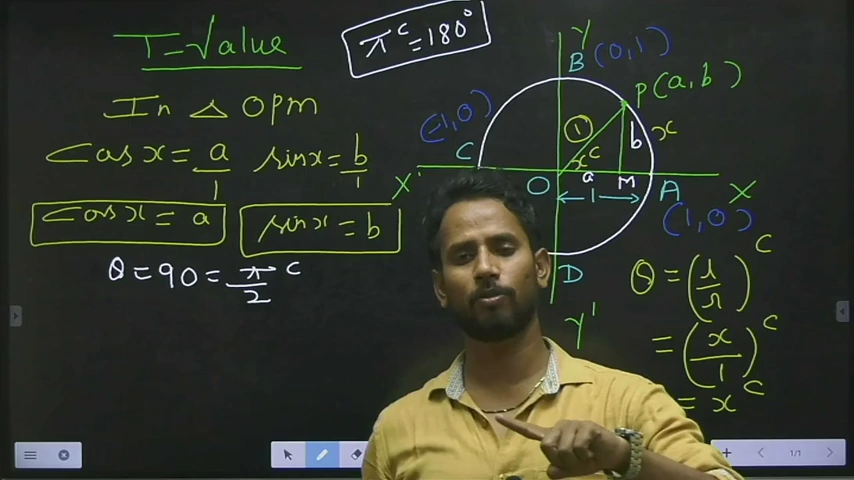 T-Value
π^c = 180°
In △ OPM
Cos x = a/1 sin x = b/1
Cos x = a
sin x = b
θ = 90 = π/2 ^c
Y
B (0,1)
P (a,b)
(-1,0)
1
b
x^c
C
x^c
X'
O
a
M
A
X
1
(1,0)
D
Y'
θ = (l/r)^c
= (x/1)^c
= x^c
1/1